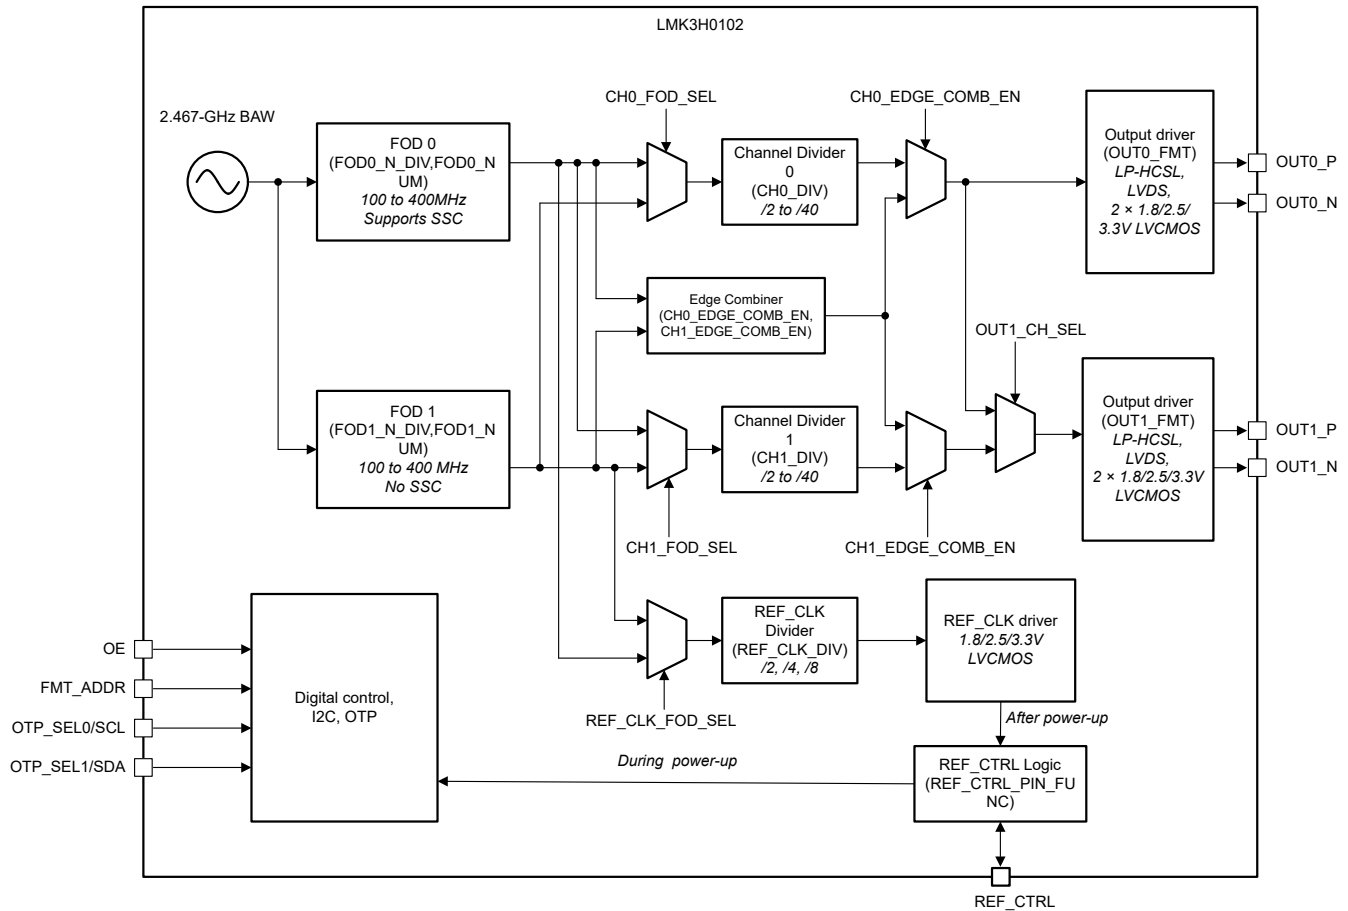 LMK3H0102
2.467-GHz BAW
FOD 0
(FOD0_N_DIV,FOD0_N
UM)
100 to 400MHz
Supports SSC
CH0_FOD_SEL
Channel Divider
0
(CH0_DIV)
/2 to /40
CH0_EDGE_COMB_EN
Output driver
(OUT0_FMT)
LP-HCSL,
LVDS,
2 × 1.8/2.5/
3.3V LVCMOS
OUT0_P
OUT0_N
Edge Combiner
(CH0_EDGE_COMB_EN,
CH1_EDGE_COMB_EN)
OUT1_CH_SEL
FOD 1
(FOD1_N_DIV,FOD1_N
UM)
100 to 400 MHz
No SSC
Channel Divider
1
(CH1_DIV)
/2 to /40
CH1_FOD_SEL
CH1_EDGE_COMB_EN
Output driver
(OUT1_FMT)
LP-HCSL,
LVDS,
2 × 1.8/2.5/3.3V
LVCMOS
OUT1_P
OUT1_N
OE
FMT_ADDR
OTP_SEL0/SCL
OTP_SEL1/SDA
Digital control,
I2C, OTP
REF_CLK_FOD_SEL
REF_CLK
Divider
(REF_CLK_DIV)
/2, /4, /8
REF_CLK driver
1.8/2.5/3.3V
LVCMOS
After power-up
During power-up
REF_CTRL Logic
(REF_CTRL_PIN_FU
NC)
REF_CTRL